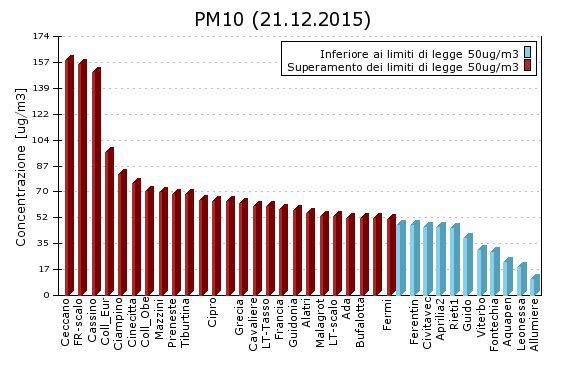 PM10 (21.12.2015)
Inferiore ai limiti di legge 50ug/m3
Superamento dei limiti di legge 50ug/m3
Concentrazione [ug/m3]
174
157
139
122
104
87
70
52
35
17
0
Ceccano
FR-scalo
Cassino
Coll_Eur
Ciampino
Cinecitta
Coll_Obe
Mazzini
Preneste
Tiburtina
Cipro
Grecia
Cavaliere
LT-Tasso
Francia
Guidonia
Alatri
Malagrot
LT-scalo
Ada
Bufalotta
Fermi
Ferentin
Civitavec
Aprilia2
Rieti1
Guido
Viterbo
Fontechia
Aquapen
Leonessa
Allumiere